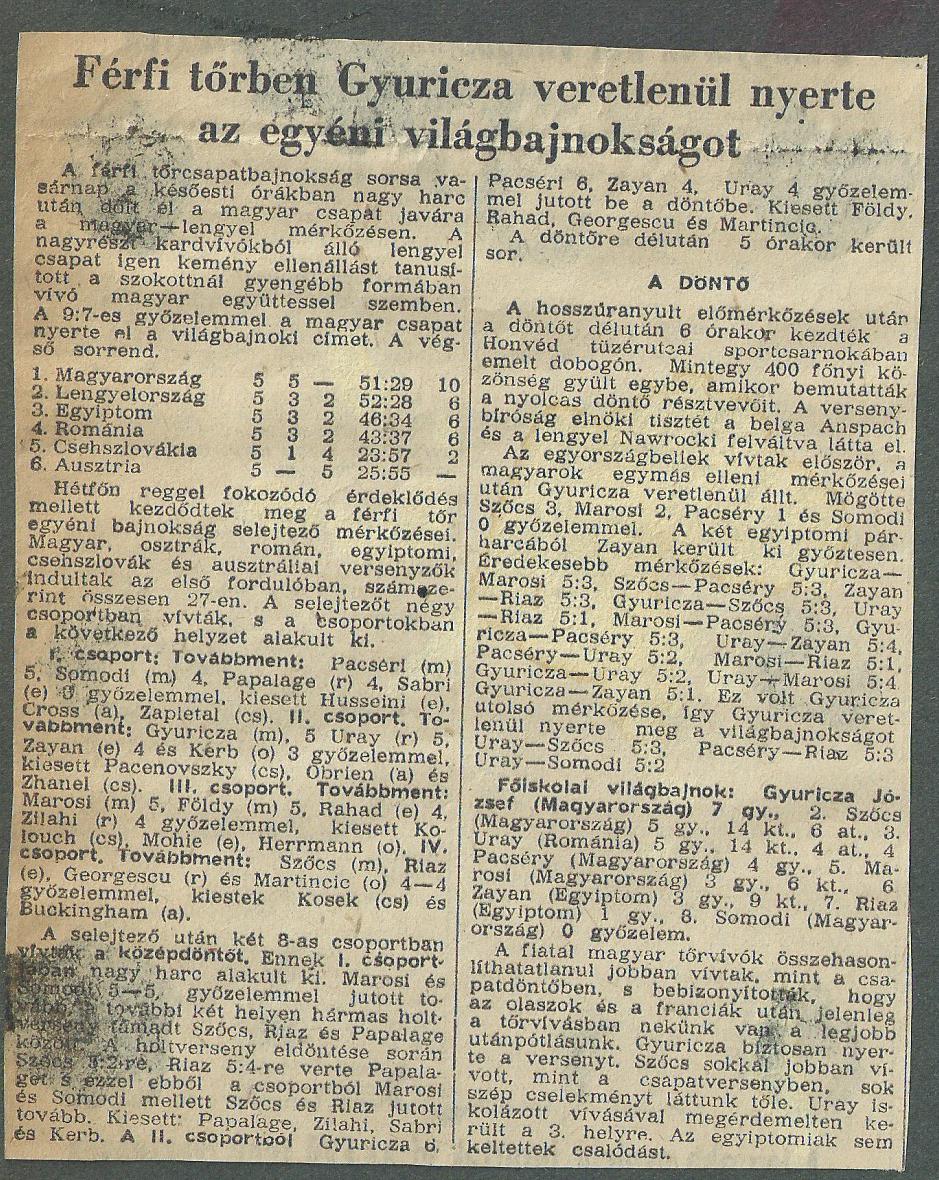 Férfi tőrben Gyuricza veretlenül nyerte
az egyéni világbajnokságot
A férfi tőrcsapatbajnokság sorsa va-
sárnap a későesti órákban nagy harc
után dőlt el a magyar csapat javára
a magyar—lengyel mérkőzésen. A
nagyrészt kardvívókból álló lengyel
csapat igen kemény ellenállást tanusí-
tott a szokottnál gyengébb formában
vívó magyar együttessel szemben.
A 9:7-es győzelemmel a magyar csapat
nyerte el a világbajnoki címet. A vég-
ső sorrend.
1. Magyarország 5 5 — 51:29 10
2. Lengyelország 5 3 2 52:28 6
3. Egyiptom 5 3 2 46:34 6
4. Románia 5 3 2 43:37 6
5. Csehszlovákia 5 1 4 23:57 2
6. Ausztria 5 — 5 25:55 —
Hétfőn reggel fokozódó érdeklődés
mellett kezdődtek meg a férfi tőr
egyéni bajnokság selejtező mérkőzései.
Magyar, osztrák, román, egyiptomi,
csehszlovák és ausztráliai versenyzők
indultak az első fordulóban, számsze-
rint összesen 27-en. A selejtezőt négy
csoportban vívták, s a csoportokban
a következő helyzet alakult ki.
I. csoport: Továbbment: Pacséri (m)
5, Somodi (m) 4, Papalage (r) 4, Sabri
(e) 3 győzelemmel, kiesett Husseini (e),
Cross (a), Zapletal (cs). II. csoport. To-
vábbment: Gyuricza (m), 5 Uray (r) 5,
Zayan (e) 4 és Kerb (o) 3 győzelemmel,
kiesett Pacenovszky (cs), Obrien (a) és
Zhanel (cs). III. csoport. Továbbment:
Marosi (m) 5, Földy (m) 5, Rahad (e) 4,
Zilahi (r) 4 győzelemmel, kiesett Ko-
louch (cs), Mohie (e), Herrmann (o). IV.
csoport. Továbbment: Szőcs (m), Riaz
(e), Georgescu (r) és Martincic (o) 4—4
győzelemmel, kiestek Kosek (cs) és
Buckingham (a).
A selejtező után két 8-as csoportban
vívták a középdöntőt. Ennek I. csoport-
jában nagy harc alakult ki. Marosi és
Somodi 5—5, győzelemmel jutott to-
vább, további két helyen hármas holt-
verseny támadt Szőcs, Riaz és Papalage
között. A holtverseny eldöntése során
Szőcs 5:2-re, Riaz 5:4-re verte Papala-
get s ezzel ebből a csoportból Marosi
és Somodi mellett Szőcs és Riaz jutott
tovább. Kiesett: Papalage, Zilahi, Sabri
és Kerb. A II. csoportból Gyuricza 6,
Pacséri 6, Zayan 4, Uray 4 győzelem-
mel jutott be a döntőbe. Kiesett Földy,
Rahad, Georgescu és Martincic.
A döntőre délután 5 órakor került
sor.
A DÖNTŐ
A hosszúranyult előmérkőzések után
a döntőt délután 6 órakor kezdték a
Honvéd tüzérutcai sportcsarnokában
emelt dobogón. Mintegy 400 főnyi kö-
zönség gyűlt egybe, amikor bemutatták
a nyolcas döntő résztvevőit. A verseny-
bíróság elnöki tisztét a belga Anspach
és a lengyel Nawrocki felváltva látta el.
Az egyországbeliek vívtak először, a
magyarok egymás elleni mérkőzései
után Gyuricza veretlenül állt. Mögötte
Szőcs 3, Marosi 2, Pacséry 1 és Somodi
0 győzelemmel. A két egyiptomi pár-
harcából Zayan került ki győztesen.
Érdekesebb mérkőzések: Gyuricza—
Marosi 5:3, Szőcs—Pacséry 5:3, Zayan
—Riaz 5:3, Gyuricza—Szőcs 5:3, Uray
—Riaz 5:1, Marosi—Pacséry 5:3, Gyu-
ricza—Pacséry 5:3, Uray—Zayan 5:4,
Pacséry—Uray 5:2, Marosi—Riaz 5:1,
Gyuricza—Uray 5:2, Uray—Marosi 5:4
Gyuricza—Zayan 5:1. Ez volt Gyuricza
utolsó mérkőzése, így Gyuricza veret-
lenül nyerte meg a világbajnokságot
Uray—Szőcs 5:3, Pacséry—Riaz 5:3
Uray—Somodi 5:2
Főiskolai világbajnok: Gyuricza Jó-
zsef (Magyarország) 7 gy., 2. Szőcs
(Magyarország) 5 gy., 14 kt., 6 at., 3.
Uray (Románia) 5 gy., 14 kt., 4 at., 4
Pacséry (Magyarország) 4 gy., 5. Ma-
rosi (Magyarország) 3 gy., 6 kt., 6.
Zayan (Egyiptom) 3 gy., 9 kt., 7. Riaz
(Egyiptom) 1 gy., 8. Somodi (Magyar-
ország) 0 győzelem.
A fiatal magyar tőrvívók összehason-
líthatatlanul jobban vívtak, mint a csa-
patdöntőben, s bebizonyították, hogy
az olaszok és a franciák után jelenleg
a tőrvívásban nekünk van a legjobb
utánpótlásunk. Gyuricza biztosan nyer-
te a versenyt. Szőcs sokkal jobban ví-
vott, mint a csapatversenyben, sok
szép cselekményt láttunk tőle. Uray is-
kolázott vívásával megérdemelten ke-
rült a 3. helyre. Az egyiptomiak sem
keltettek csalódást.